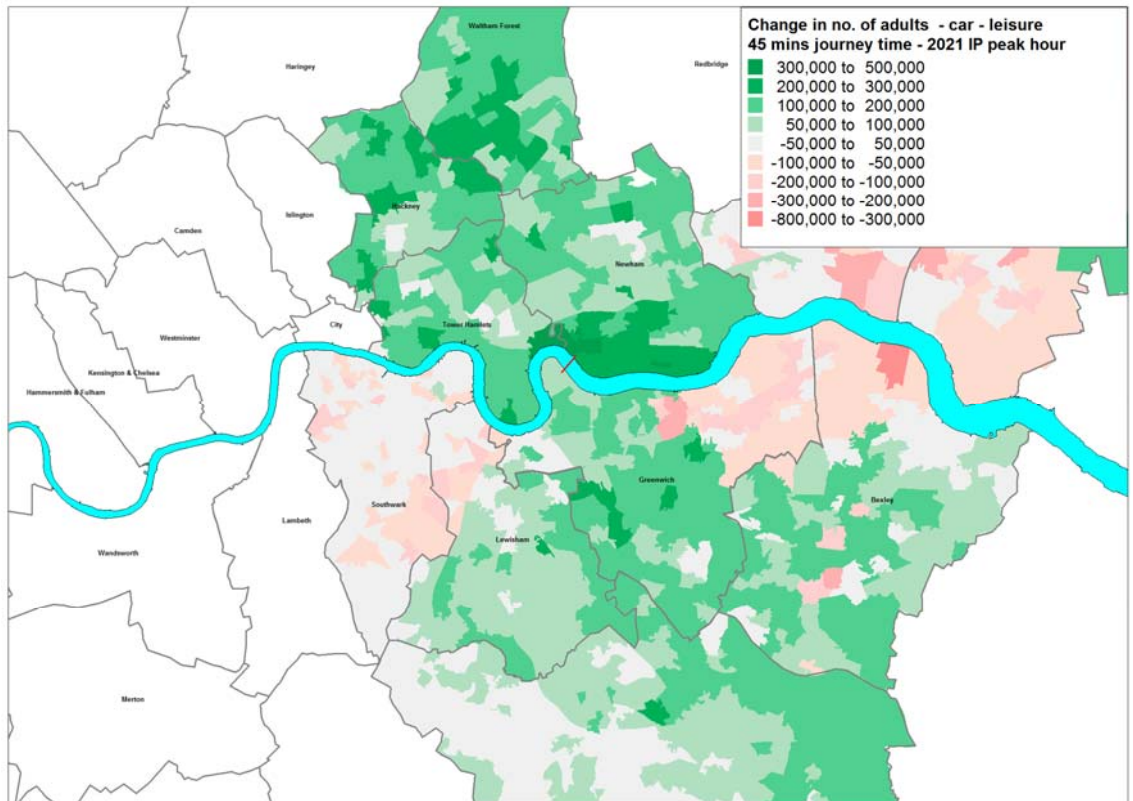 Change in no. of adults - car - leisure
45 mins journey time - 2021 IP peak hour
300,000 to 500,000
200,000 to 300,000
100,000 to 200,000
50,000 to 100,000
-50,000 to 50,000
-100,000 to -50,000
-200,000 to -100,000
-300,000 to -200,000
-800,000 to -300,000
Waltham Forest
Haringey
Redbridge
Hackney
Islington
Camden
Newham
City
Tower Hamlets
Westminster
Kensington & Chelsea
Hammersmith & Fulham
Greenwich
Bexley
Southwark
Lambeth
Lewisham
Wandsworth
Merton